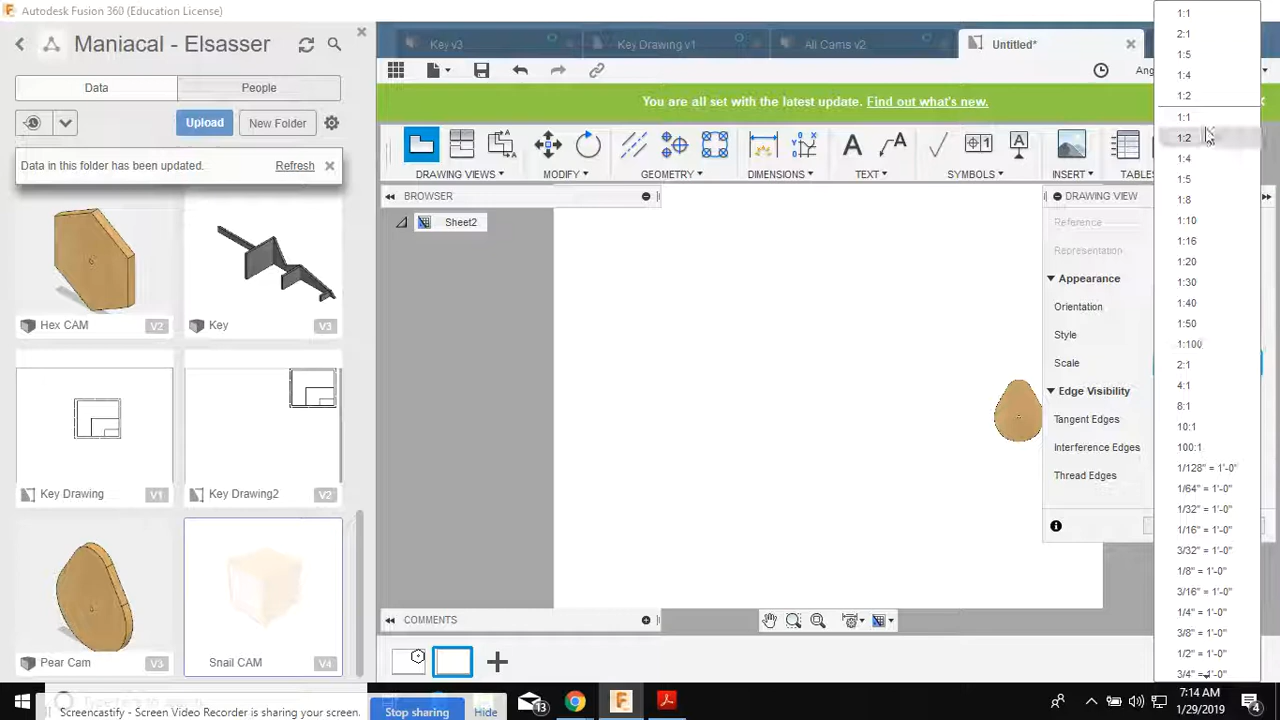 Autodesk Fusion 360 (Education License)
Maniacal - Elsasser
Data
People
Upload
New Folder
Data in this folder has been updated.
Refresh
Hex CAM
V2
Key
V3
Key Drawing
V1
Key Drawing2
V2
Pear Cam
V3
Snail CAM
V4
Key v3
Key Drawing v1
All Cams v2
Untitled*
Ang
You are all set with the latest update. Find out what's new.
DRAWING VIEWS
MODIFY
GEOMETRY
DIMENSIONS
TEXT
SYMBOLS
INSERT
TABLES
BROWSER
Sheet2
DRAWING VIEW
Reference
Representation
Appearance
Orientation
Style
Scale
Edge Visibility
Tangent Edges
Interference Edges
Thread Edges
1:1
2:1
1:5
1:4
1:2
1:1
1:2
1:4
1:5
1:8
1:10
1:16
1:20
1:30
1:40
1:50
1:100
2:1
4:1
8:1
10:1
100:1
1/128" = 1'-0"
1/64" = 1'-0"
1/32" = 1'-0"
1/16" = 1'-0"
3/32" = 1'-0"
1/8" = 1'-0"
3/16" = 1'-0"
1/4" = 1'-0"
3/8" = 1'-0"
1/2" = 1'-0"
3/4" = 1'-0"
COMMENTS
Screencastify - Screen Video Recorder is sharing your screen.
Stop sharing
Hide
13
7:14 AM
1/29/2019
4